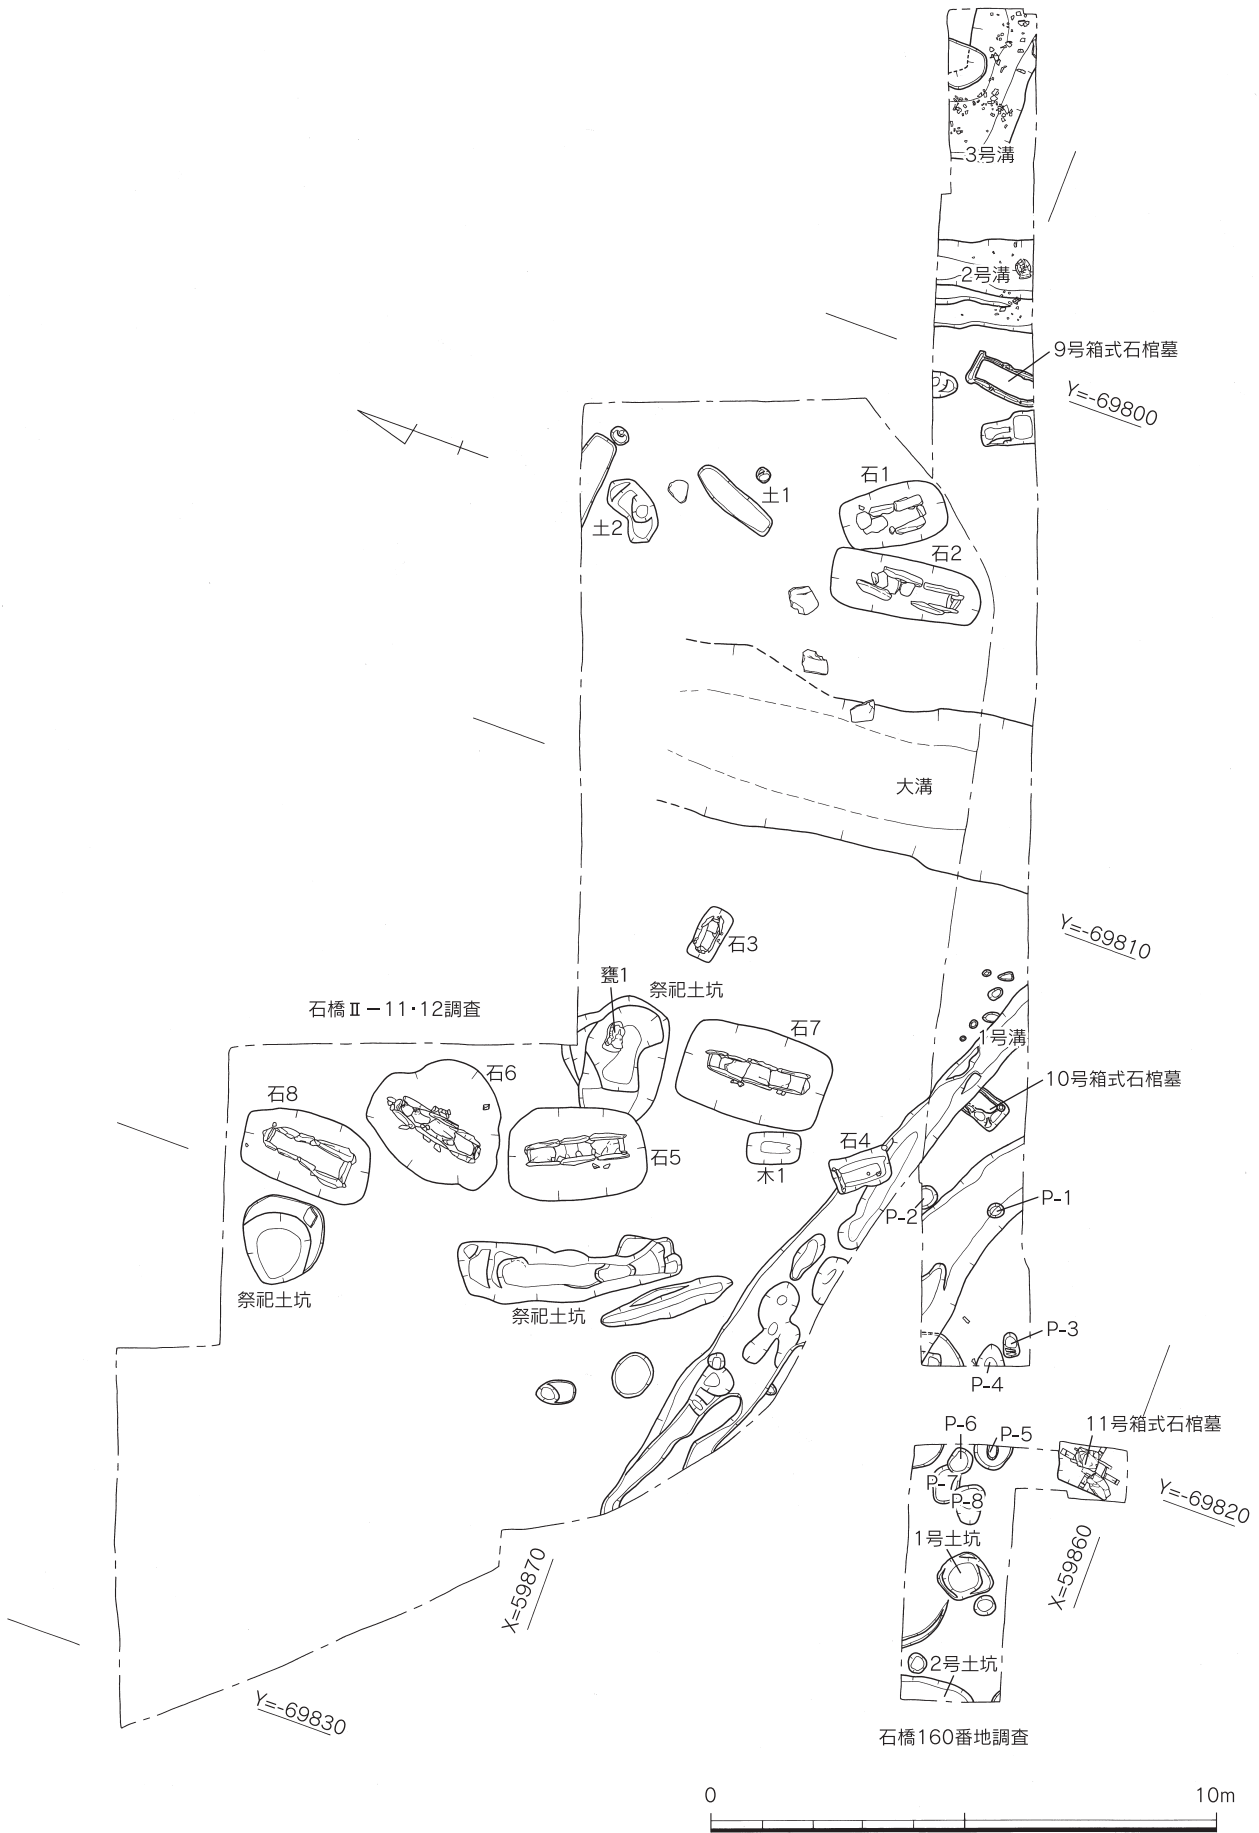 3号溝
2号溝
9号箱式石棺墓
Y=-69800
石1
土1
土2
石2
大溝
石3
Y=-69810
甕1
祭祀土坑
石橋Ⅱ－11・12調査
石7
1号溝
石6
10号箱式石棺墓
石8
石4
石5
木1
P-1
P-2
祭祀土坑
祭祀土坑
P-3
P-4
P-6
P-5
11号箱式石棺墓
P-7
P-8
Y=-69820
1号土坑
X=59870
X=59860
2号土坑
Y=-69830
石橋160番地調査
0
10m